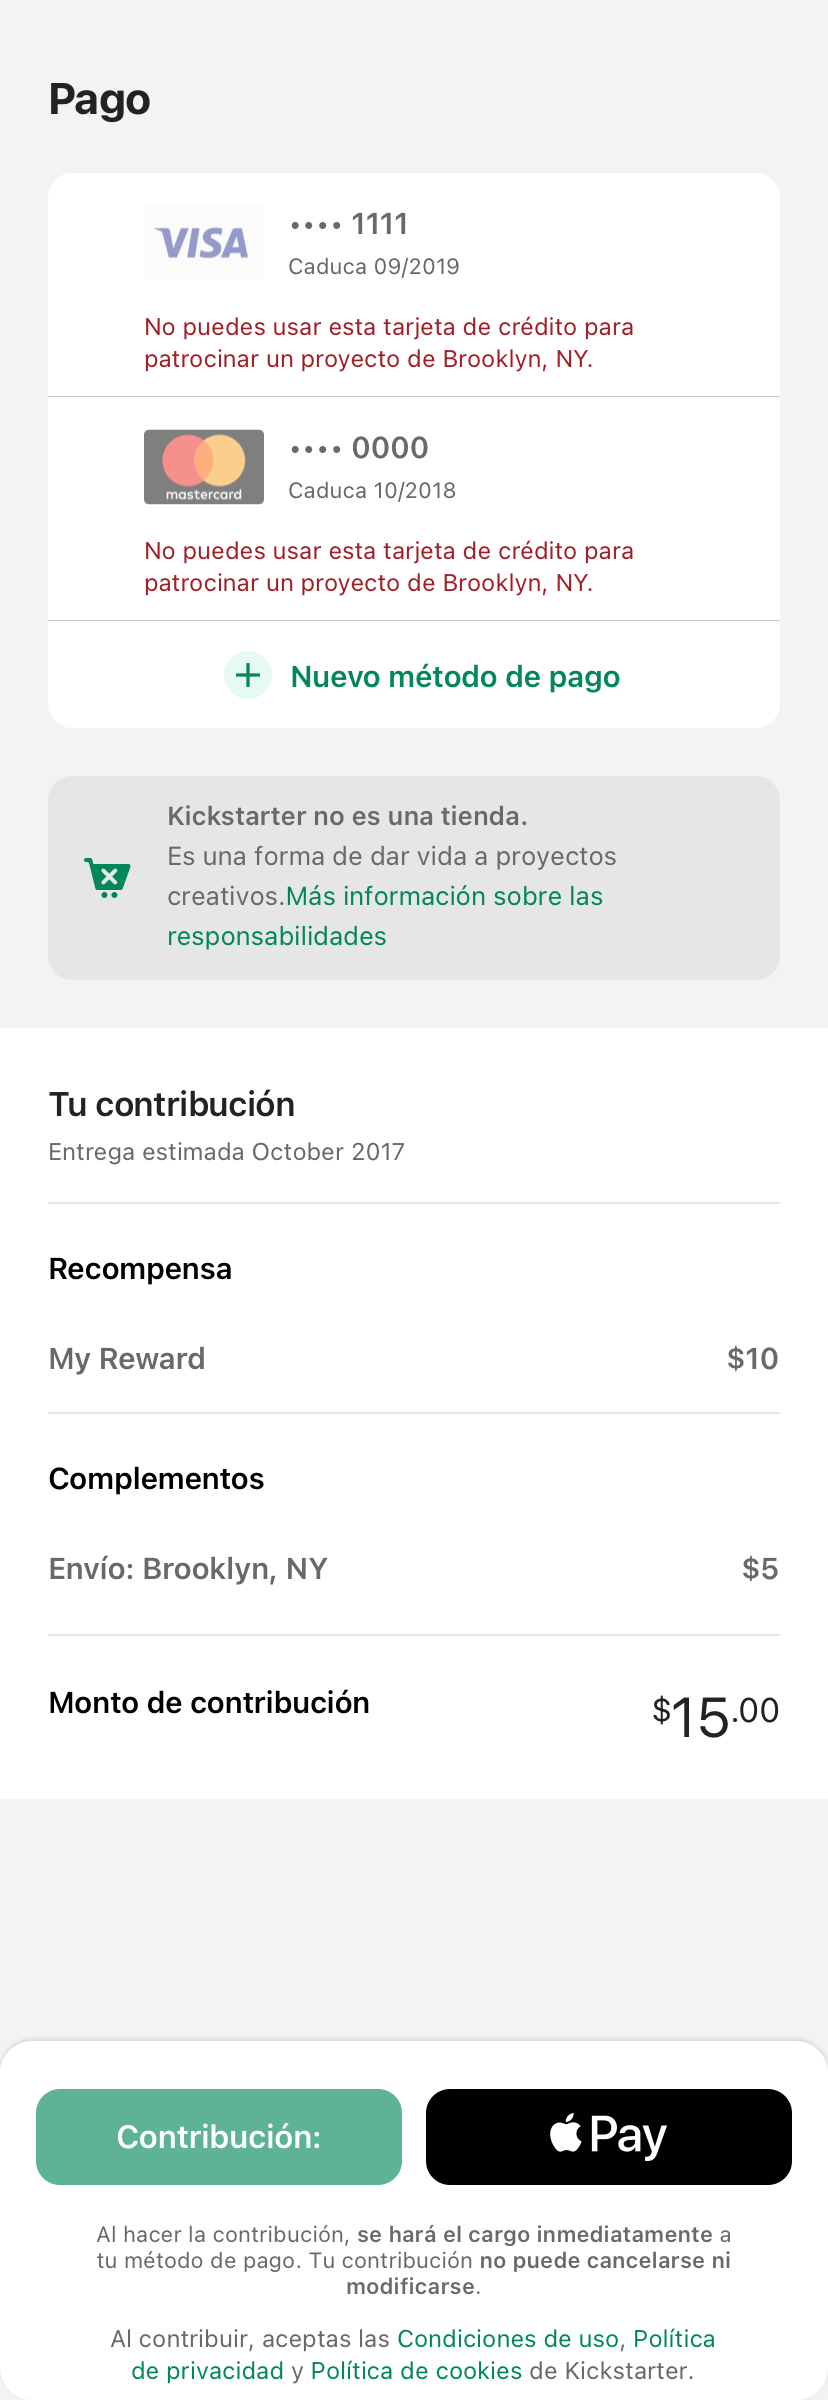 Pago
VISA
•••• 1111
Caduca 09/2019
No puedes usar esta tarjeta de crédito para
patrocinar un proyecto de Brooklyn, NY.
mastercard
•••• 0000
Caduca 10/2018
No puedes usar esta tarjeta de crédito para
patrocinar un proyecto de Brooklyn, NY.
Nuevo método de pago
Kickstarter no es una tienda.
Es una forma de dar vida a proyectos
creativos.Más información sobre las
responsabilidades
Tu contribución
Entrega estimada October 2017
Recompensa
My Reward $10
Complementos
Envío: Brooklyn, NY $5
Monto de contribución $15.00
Contribución: Pay
Al hacer la contribución, se hará el cargo inmediatamente a
tu método de pago. Tu contribución no puede cancelarse ni
modificarse.
Al contribuir, aceptas las Condiciones de uso, Política
de privacidad y Política de cookies de Kickstarter.